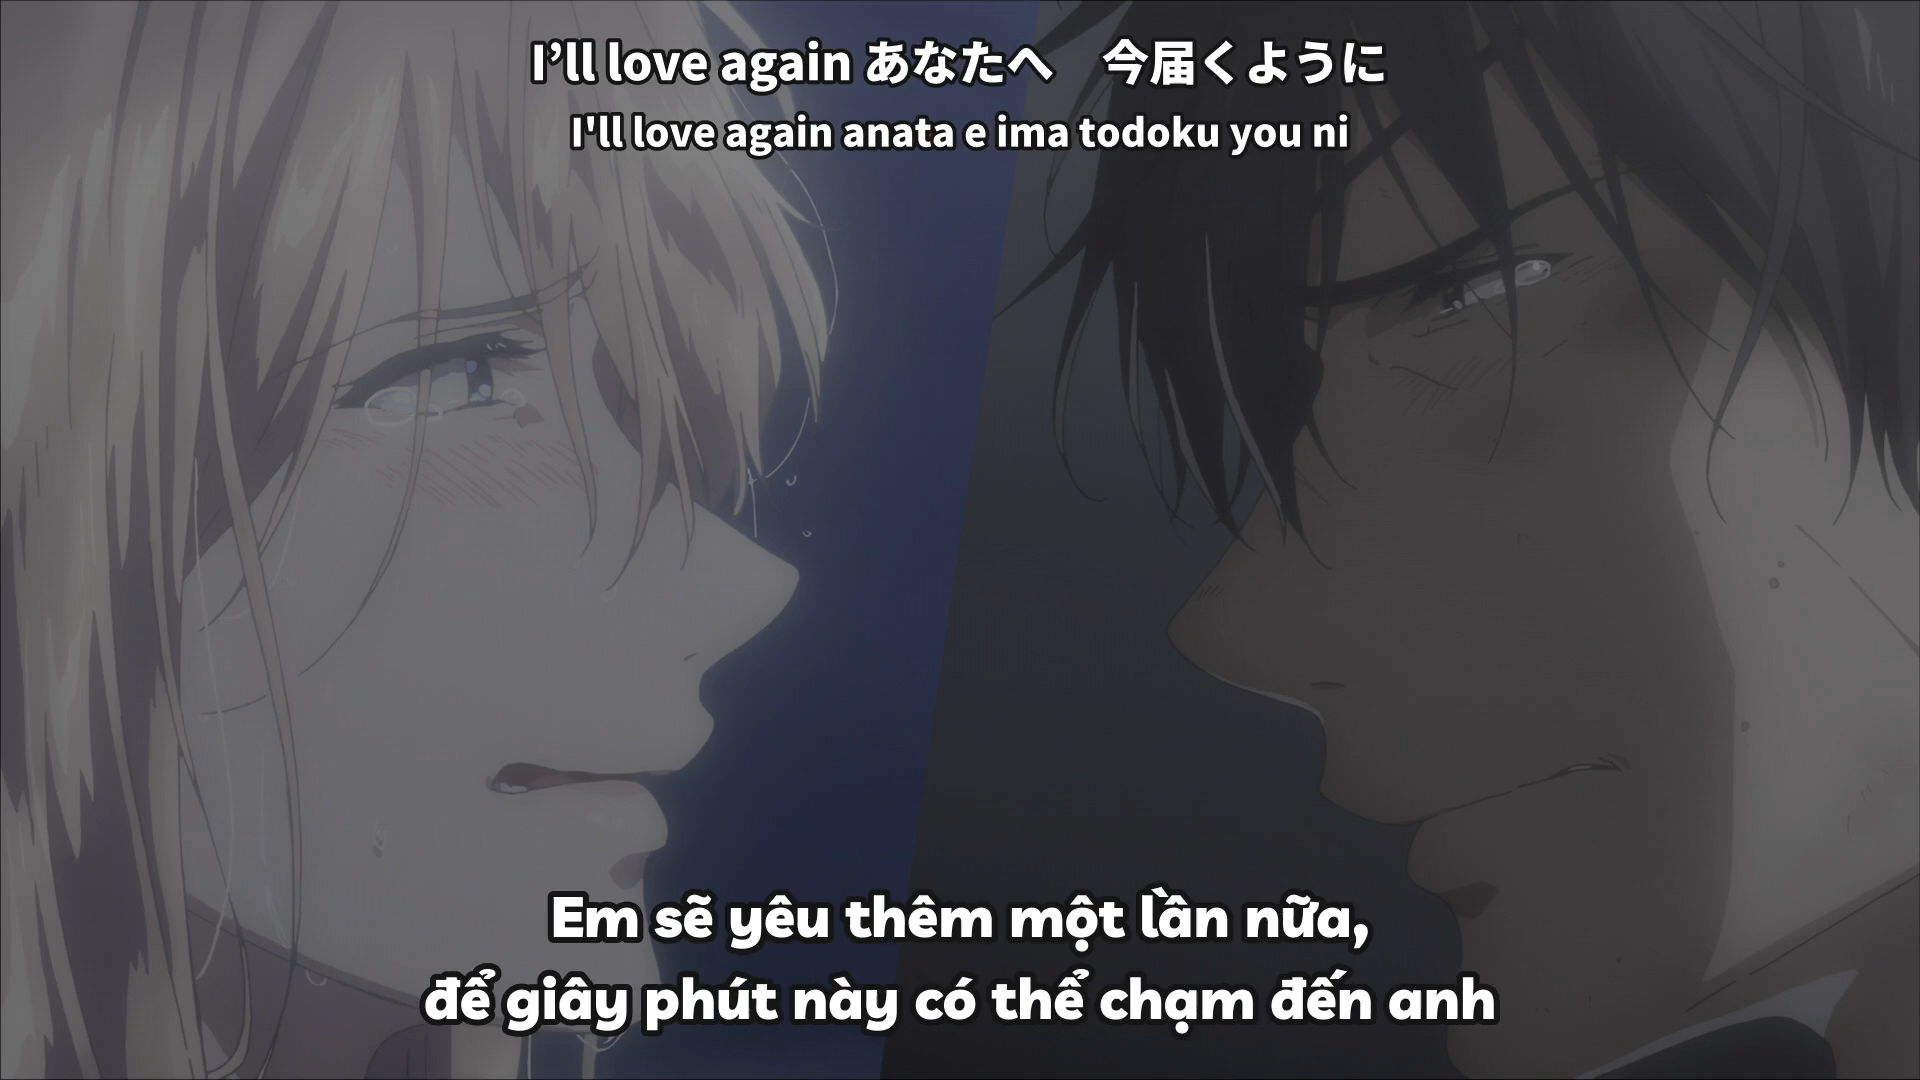 I’ll love again あなたへ　今届くように
I'll love again anata e ima todoku you ni
Em sẽ yêu thêm một lần nữa,
để giây phút này có thể chạm đến anh